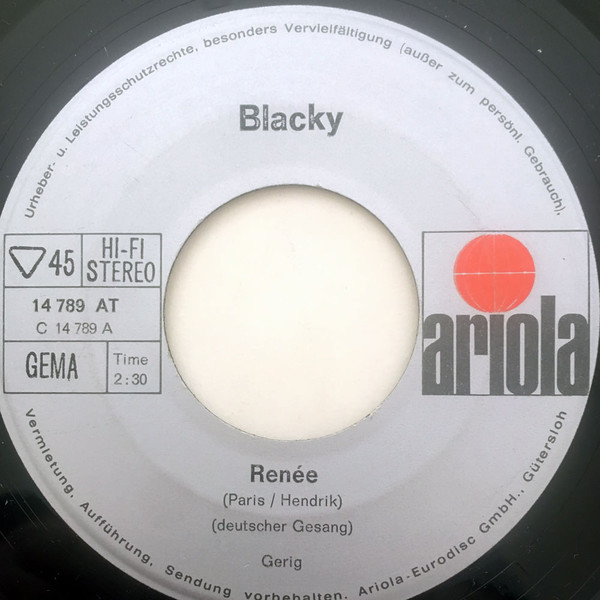 Urheber- u. Leistungsschutzrechte, besonders Vervielfältigung (außer zum persönl. Gebrauch),
Blacky
45
HI-FI
STEREO
14 789 AT
C 14 789 A
GEMA
Time
2:30
ariola
Renée
(Paris / Hendrik)
(deutscher Gesang)
Gerig
Vermietung, Aufführung, Sendung vorbehalten. Ariola-Eurodisc GmbH., Gütersloh